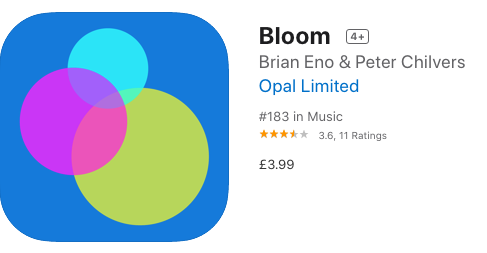 Bloom 4+
Brian Eno & Peter Chilvers
Opal Limited
#183 in Music
3.6, 11 Ratings
£3.99